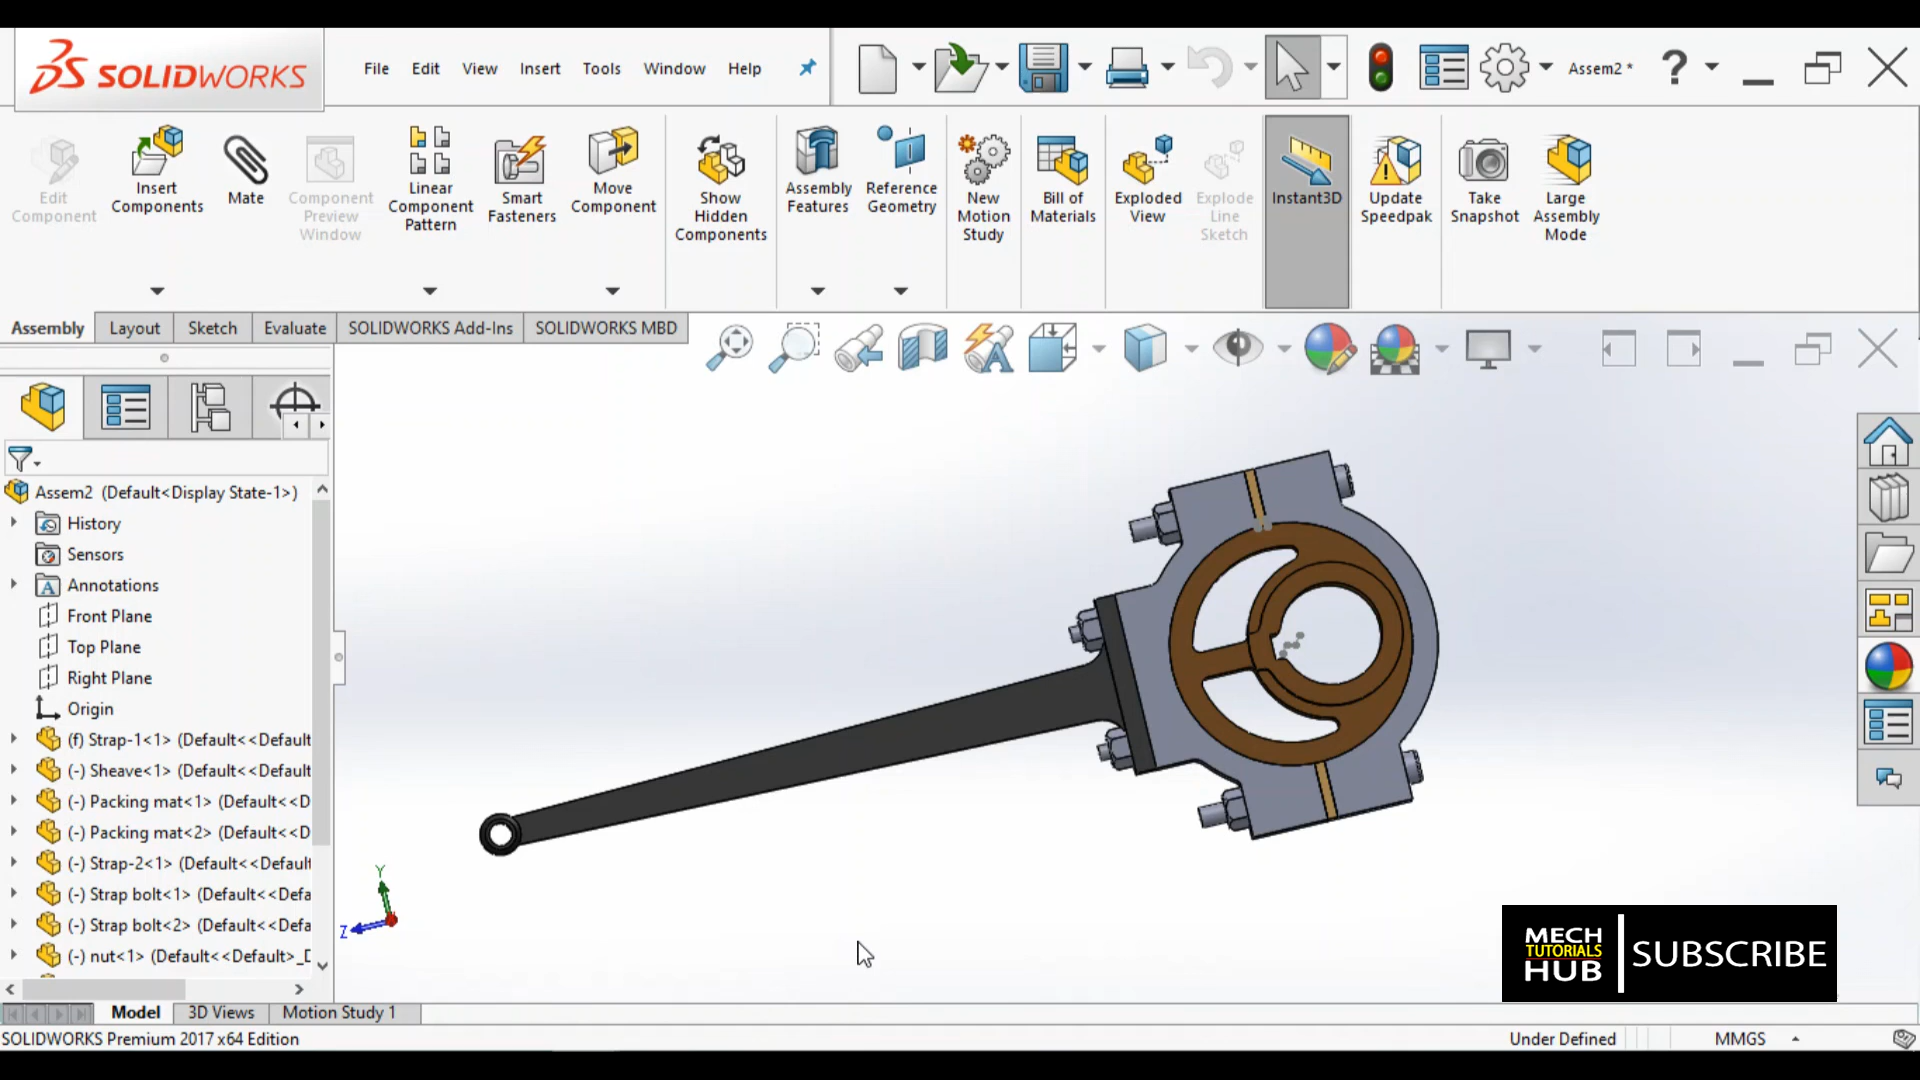 SOLIDWORKS
File Edit View Insert Tools Window Help
Assem2 *
Edit Component
Insert Components
Mate
Component Preview Window
Linear Component Pattern
Smart Fasteners
Move Component
Show Hidden Components
Assembly Features
Reference Geometry
New Motion Study
Bill of Materials
Exploded View
Explode Line Sketch
Instant3D
Update Speedpak
Take Snapshot
Large Assembly Mode
Assembly Layout Sketch Evaluate SOLIDWORKS Add-Ins SOLIDWORKS MBD
Assem2 (Default<Display State-1>)
History
Sensors
Annotations
Front Plane
Top Plane
Right Plane
Origin
(f) Strap-1<1> (Default<<Default
(-) Sheave<1> (Default<<Default
(-) Packing mat<1> (Default<<D
(-) Packing mat<2> (Default<<D
(-) Strap-2<1> (Default<<Default
(-) Strap bolt<1> (Default<<Defa
(-) Strap bolt<2> (Default<<Defa
(-) nut<1> (Default<<Default>_D
Y
Z
MECH
TUTORIALS
HUB
SUBSCRIBE
Model 3D Views Motion Study 1
SOLIDWORKS Premium 2017 x64 Edition
Under Defined
MMGS